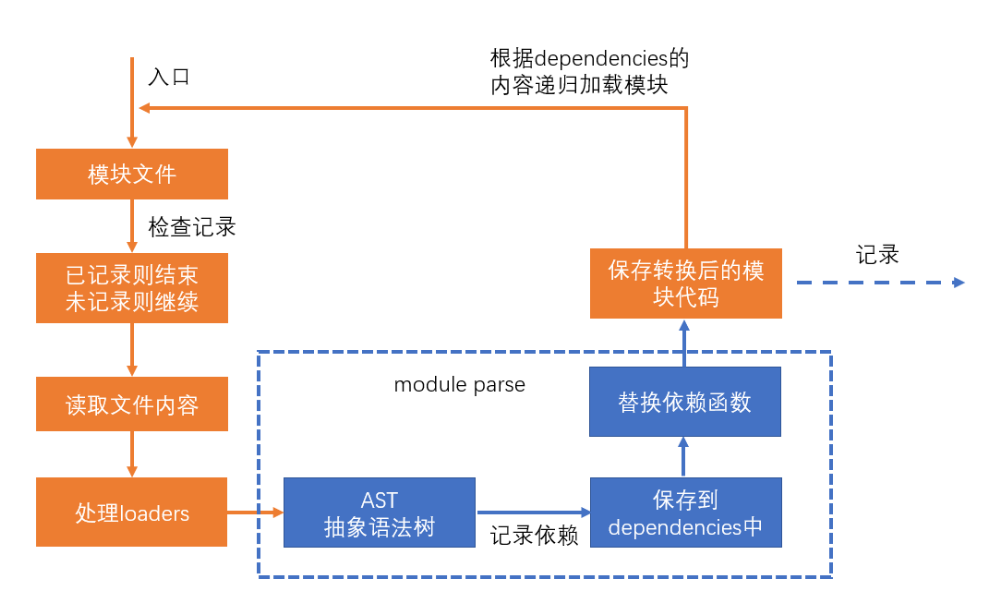 入口
根据dependencies的
内容递归加载模块
模块文件
检查记录
已记录则结束
未记录则继续
保存转换后的模
块代码
记录
读取文件内容
module parse
替换依赖函数
处理loaders
AST
抽象语法树
记录依赖
保存到
dependencies中